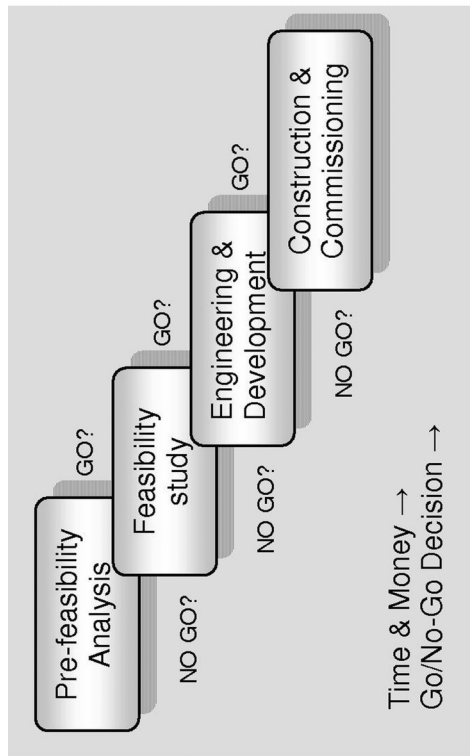 Pre-feasibility
Analysis
GO?
NO GO?
Feasibility
study
GO?
NO GO?
Engineering &
Development
GO?
NO GO?
Construction &
Commissioning
Time & Money →
Go/No-Go Decision →